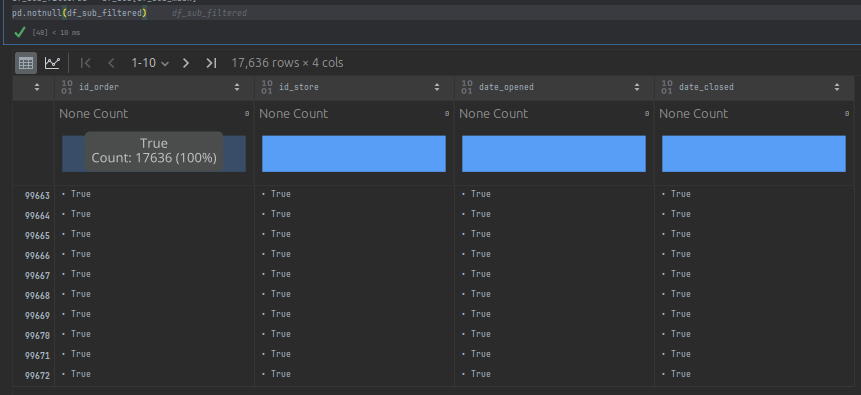 pd.notnull(df_sub_filtered) df_sub_filtered
[48] < 10 ms
1-10 17,636 rows × 4 cols
10 01 id_order 10 01 id_store 10 01 date_opened 10 01 date_closed
None Count 0 None Count 0 None Count 0 None Count 0
True
Count: 17636 (100%)
99663 • True • True • True • True
99664 • True • True • True • True
99665 • True • True • True • True
99666 • True • True • True • True
99667 • True • True • True • True
99668 • True • True • True • True
99669 • True • True • True • True
99670 • True • True • True • True
99671 • True • True • True • True
99672 • True • True • True • True